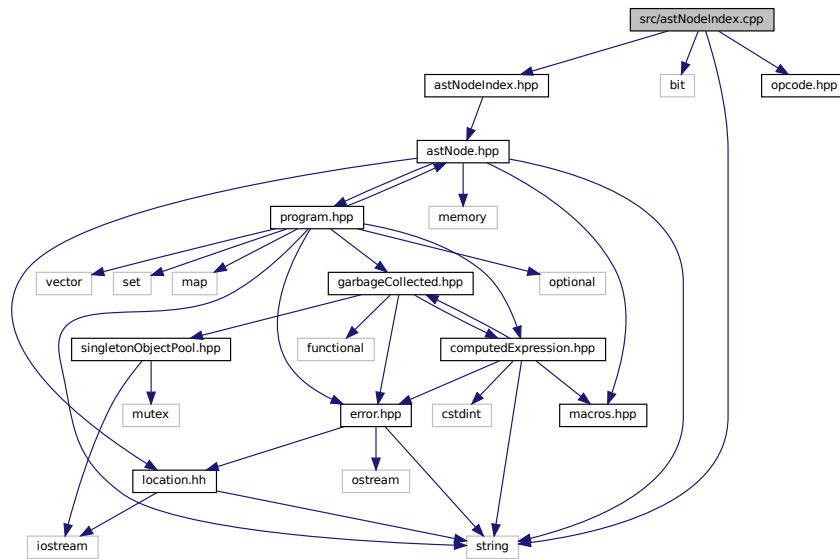 src/astNodeIndex.cpp
astNodeIndex.hpp
bit
opcode.hpp
astNode.hpp
program.hpp
memory
vector
set
map
garbageCollected.hpp
optional
singletonObjectPool.hpp
functional
computedExpression.hpp
mutex
error.hpp
cstdint
macros.hpp
location.hh
ostream
iostream
string